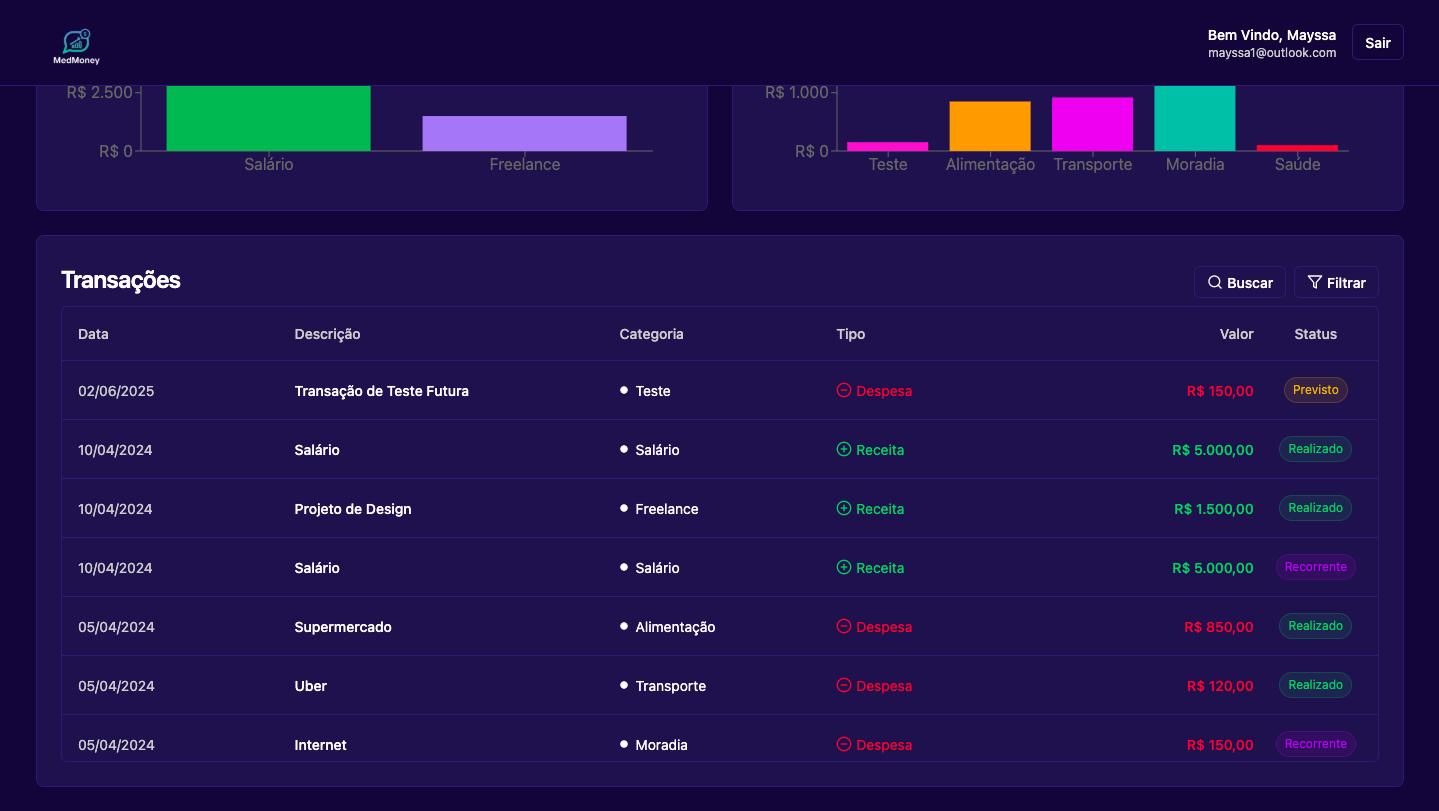 MedMoney
Bem Vindo, Mayssa
mayssa1@outlook.com
Sair
R$ 2.500
R$ 0
Salário
Freelance
R$ 1.000
R$ 0
Teste
Alimentação
Transporte
Moradia
Saúde
Transações
Buscar
Filtrar
Data Descrição Categoria Tipo Valor Status
02/06/2025 Transação de Teste Futura Teste Despesa R$ 150,00 Previsto
10/04/2024 Salário Salário Receita R$ 5.000,00 Realizado
10/04/2024 Projeto de Design Freelance Receita R$ 1.500,00 Realizado
10/04/2024 Salário Salário Receita R$ 5.000,00 Recorrente
05/04/2024 Supermercado Alimentação Despesa R$ 850,00 Realizado
05/04/2024 Uber Transporte Despesa R$ 120,00 Realizado
05/04/2024 Internet Moradia Despesa R$ 150,00 Recorrente